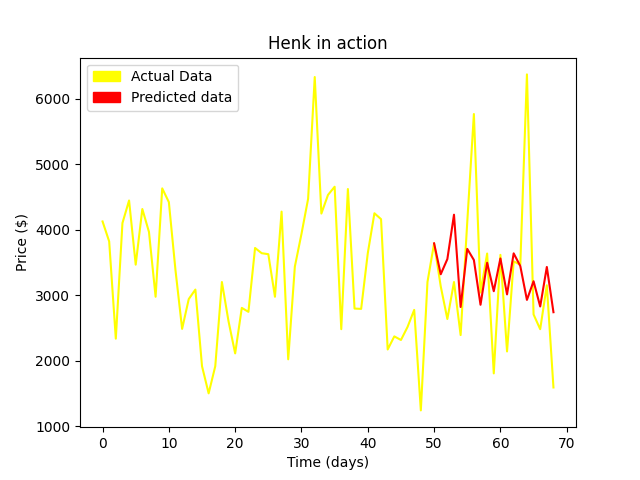 Henk in action
Actual Data
Predicted data
Price ($)
6000
5000
4000
3000
2000
1000
0 10 20 30 40 50 60 70
Time (days)